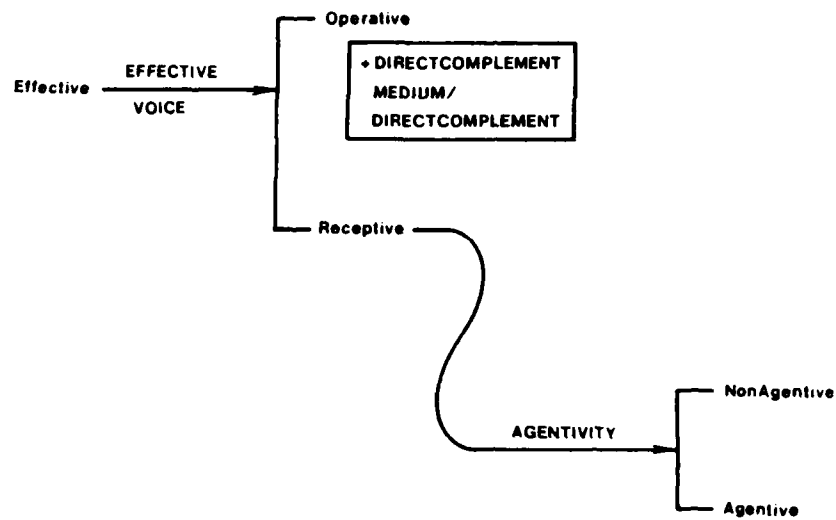 Operative
+ DIRECTCOMPLEMENT
MEDIUM/
DIRECTCOMPLEMENT
Effective
EFFECTIVE
VOICE
Receptive
AGENTIVITY
NonAgentive
Agentive